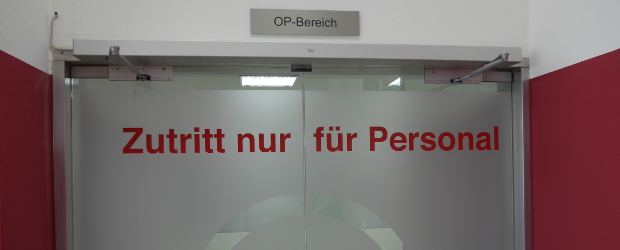 OP-Bereich
Zutritt nur für Personal